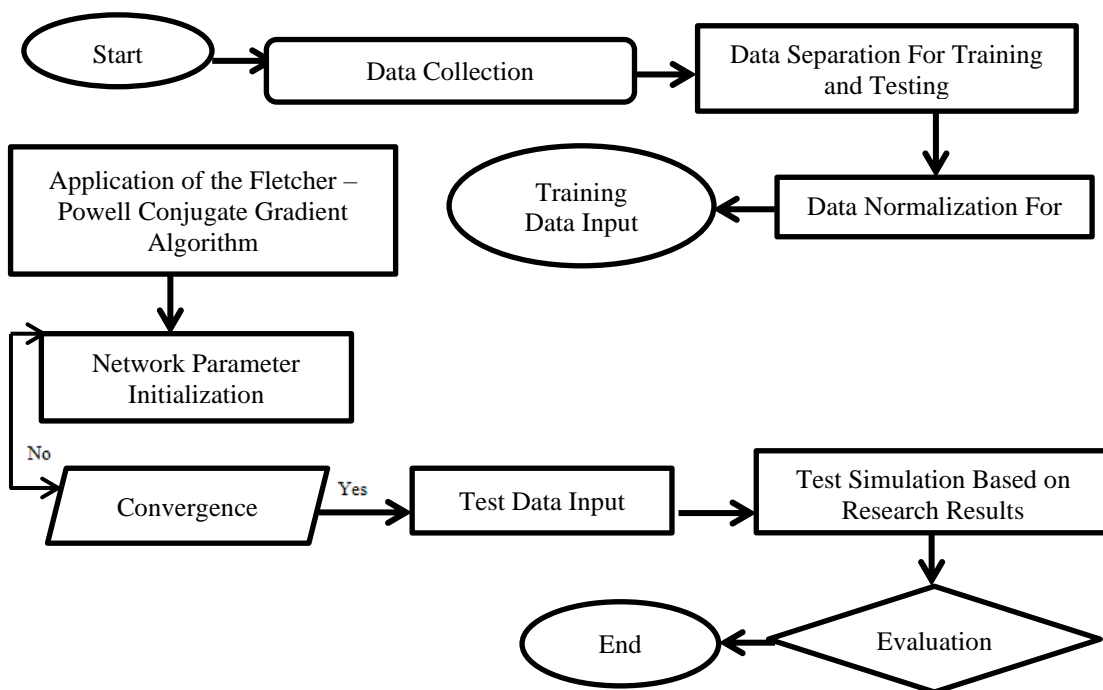 Start
Data Collection
Data Separation For Training
and Testing
Data Normalization For
Training
Data Input
Application of the Fletcher –
Powell Conjugate Gradient
Algorithm
Network Parameter
Initialization
No
Convergence
Yes
Test Data Input
Test Simulation Based on
Research Results
Evaluation
End